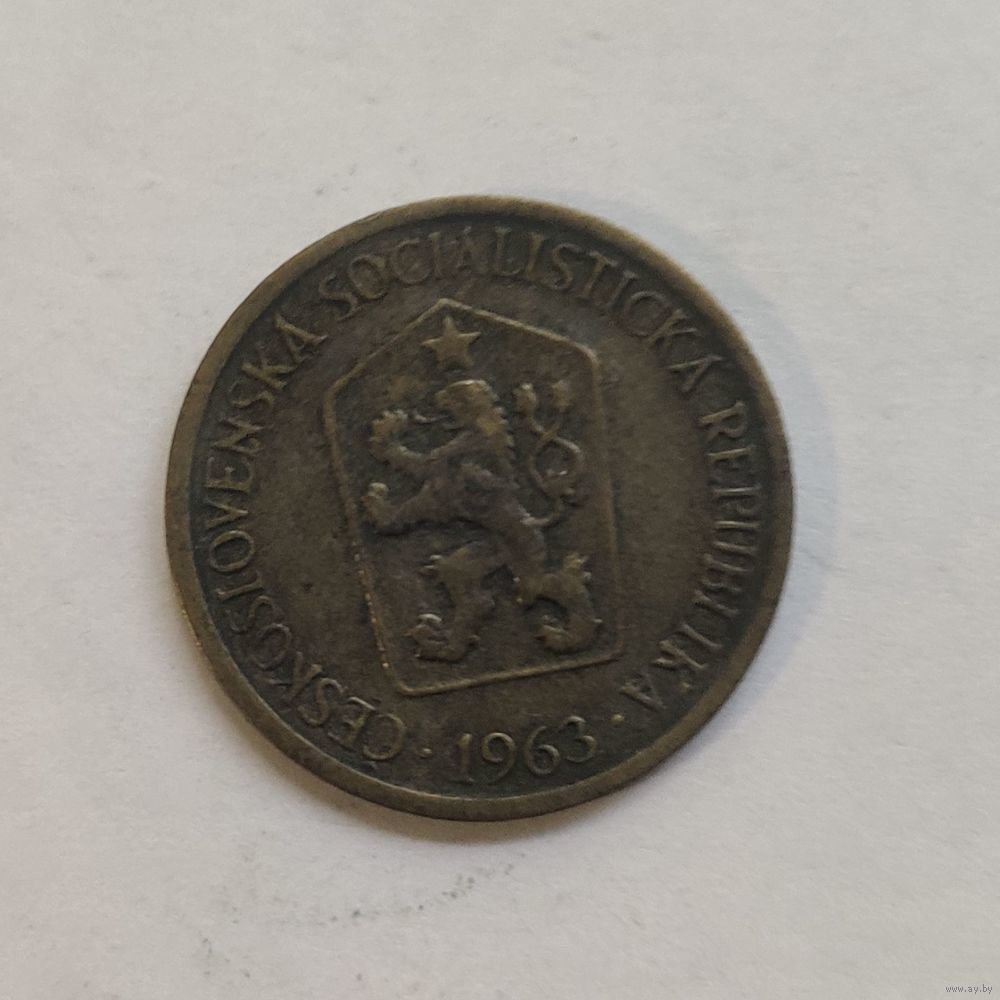 ČESKOSLOVENSKÁ SOCIALISTICKÁ REPUBLIKA
· 1963 ·
www.ay.by